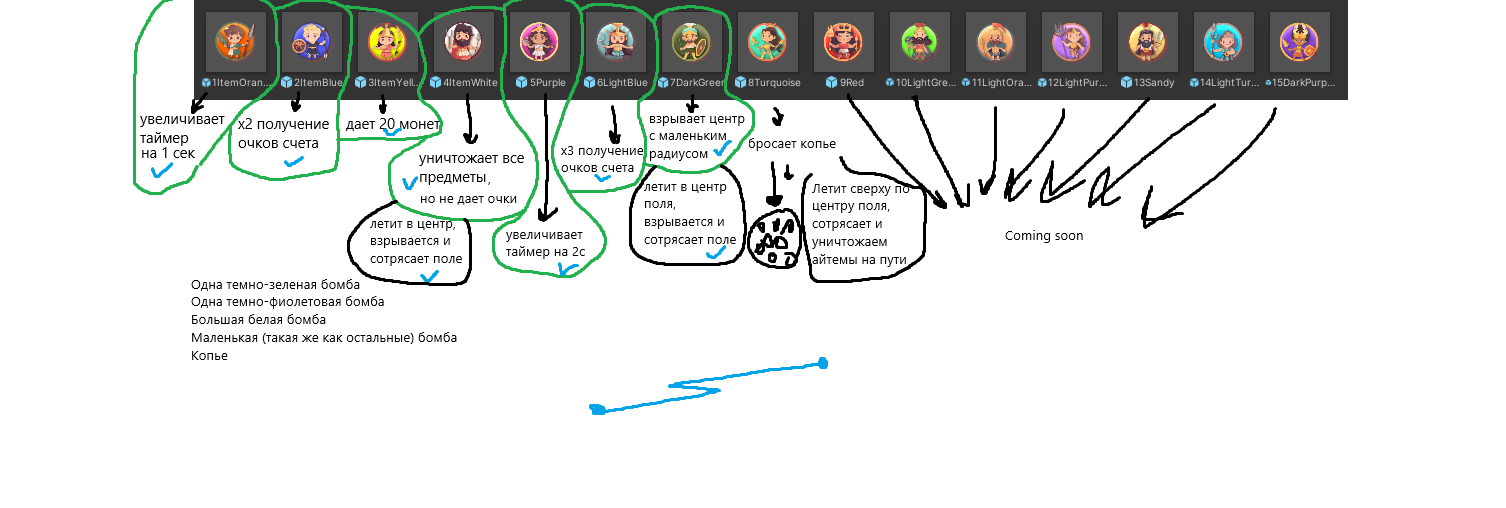 1ItemOran...
2ItemBlue
3ItemYell...
4ItemWhite
5Purple
6LightBlue
7DarkGreen
8Turquoise
9Red
10LightGre...
11LightOra...
12LightPur...
13Sandy
14LightTur...
15DarkPurp...
увеличивает
таймер
на 1 сек
x2 получение
очков счета
дает 20 монет
уничтожает все
предметы,
но не дает очки
летит в центр,
взрывается и
сотрясает поле
увеличивает
таймер на 2с
x3 получение
очков счета
взрывает центр
с маленьким
радиусом
летит в центр
поля,
взрывается и
сотрясает поле
бросает копье
Летит сверху по
центру поля,
сотрясает и
уничтожаем
айтемы на пути
Coming soon
Одна темно-зеленая бомба
Одна темно-фиолетовая бомба
Большая белая бомба
Маленькая (такая же как остальные) бомба
Копье